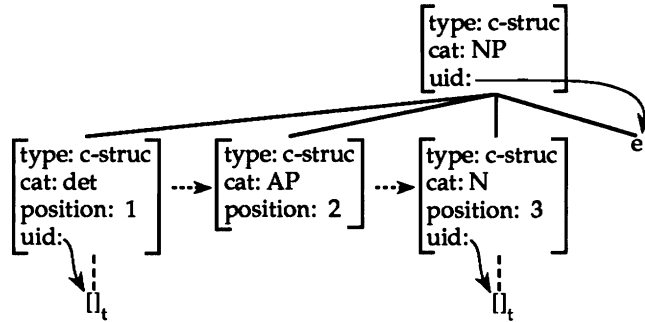 type: c-struc
cat: NP
uid:
e
type: c-struc
cat: det
position: 1
uid:
[]t
type: c-struc
cat: AP
position: 2
type: c-struc
cat: N
position: 3
uid:
[]t